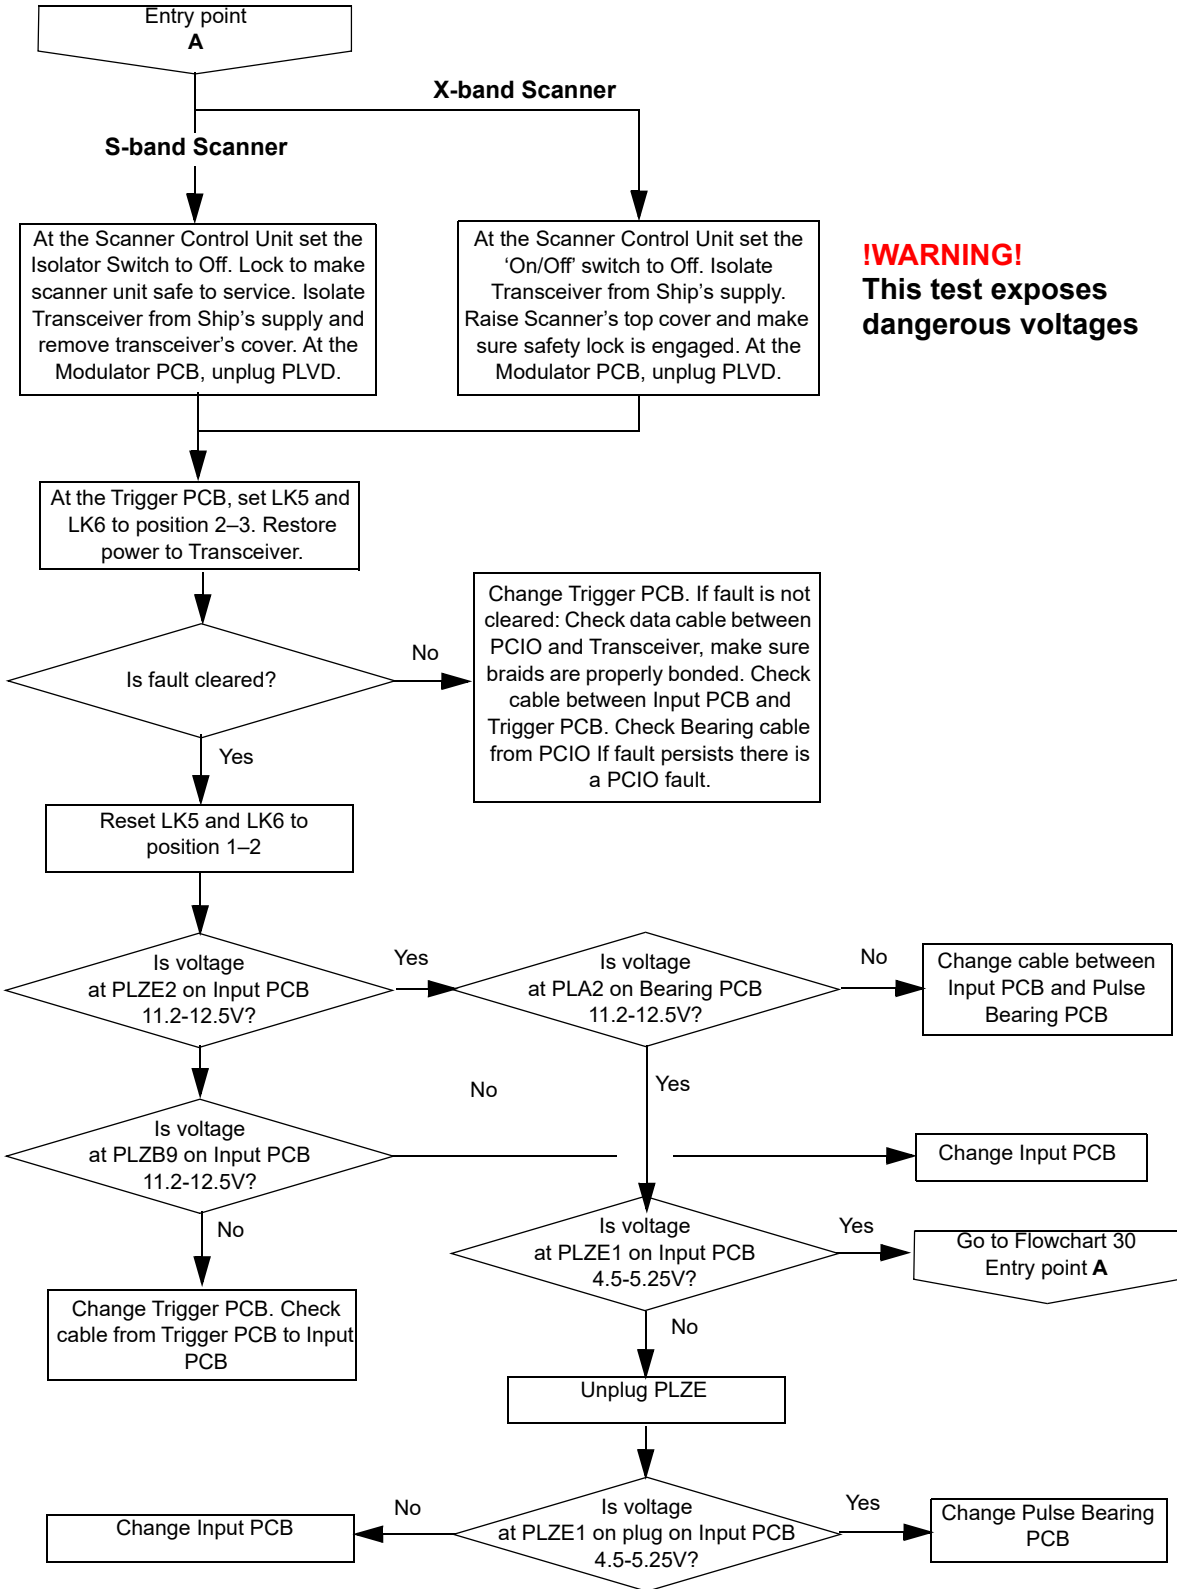 Entry point
A
X-band Scanner
S-band Scanner
At the Scanner Control Unit set the
Isolator Switch to Off. Lock to make
scanner unit safe to service. Isolate
Transceiver from Ship's supply and
remove transceiver's cover. At the
Modulator PCB, unplug PLVD.
At the Scanner Control Unit set the
‘On/Off’ switch to Off. Isolate
Transceiver from Ship's supply.
Raise Scanner's top cover and make
sure safety lock is engaged. At the
Modulator PCB, unplug PLVD.
!WARNING!
This test exposes
dangerous voltages
At the Trigger PCB, set LK5 and
LK6 to position 2–3. Restore
power to Transceiver.
Is fault cleared?
No
Change Trigger PCB. If fault is not
cleared: Check data cable between
PCIO and Transceiver, make sure
braids are properly bonded. Check
cable between Input PCB and
Trigger PCB. Check Bearing cable
from PCIO If fault persists there is
a PCIO fault.
Yes
Reset LK5 and LK6 to
position 1–2
Is voltage
at PLZE2 on Input PCB
11.2-12.5V?
Yes
Is voltage
at PLA2 on Bearing PCB
11.2-12.5V?
No
Change cable between
Input PCB and Pulse
Bearing PCB
No
Yes
Is voltage
at PLZB9 on Input PCB
11.2-12.5V?
Change Input PCB
No
Is voltage
at PLZE1 on Input PCB
4.5-5.25V?
Yes
Go to Flowchart 30
Entry point A
Change Trigger PCB. Check
cable from Trigger PCB to Input
PCB
No
Unplug PLZE
Is voltage
at PLZE1 on plug on Input PCB
4.5-5.25V?
No
Change Input PCB
Yes
Change Pulse Bearing
PCB